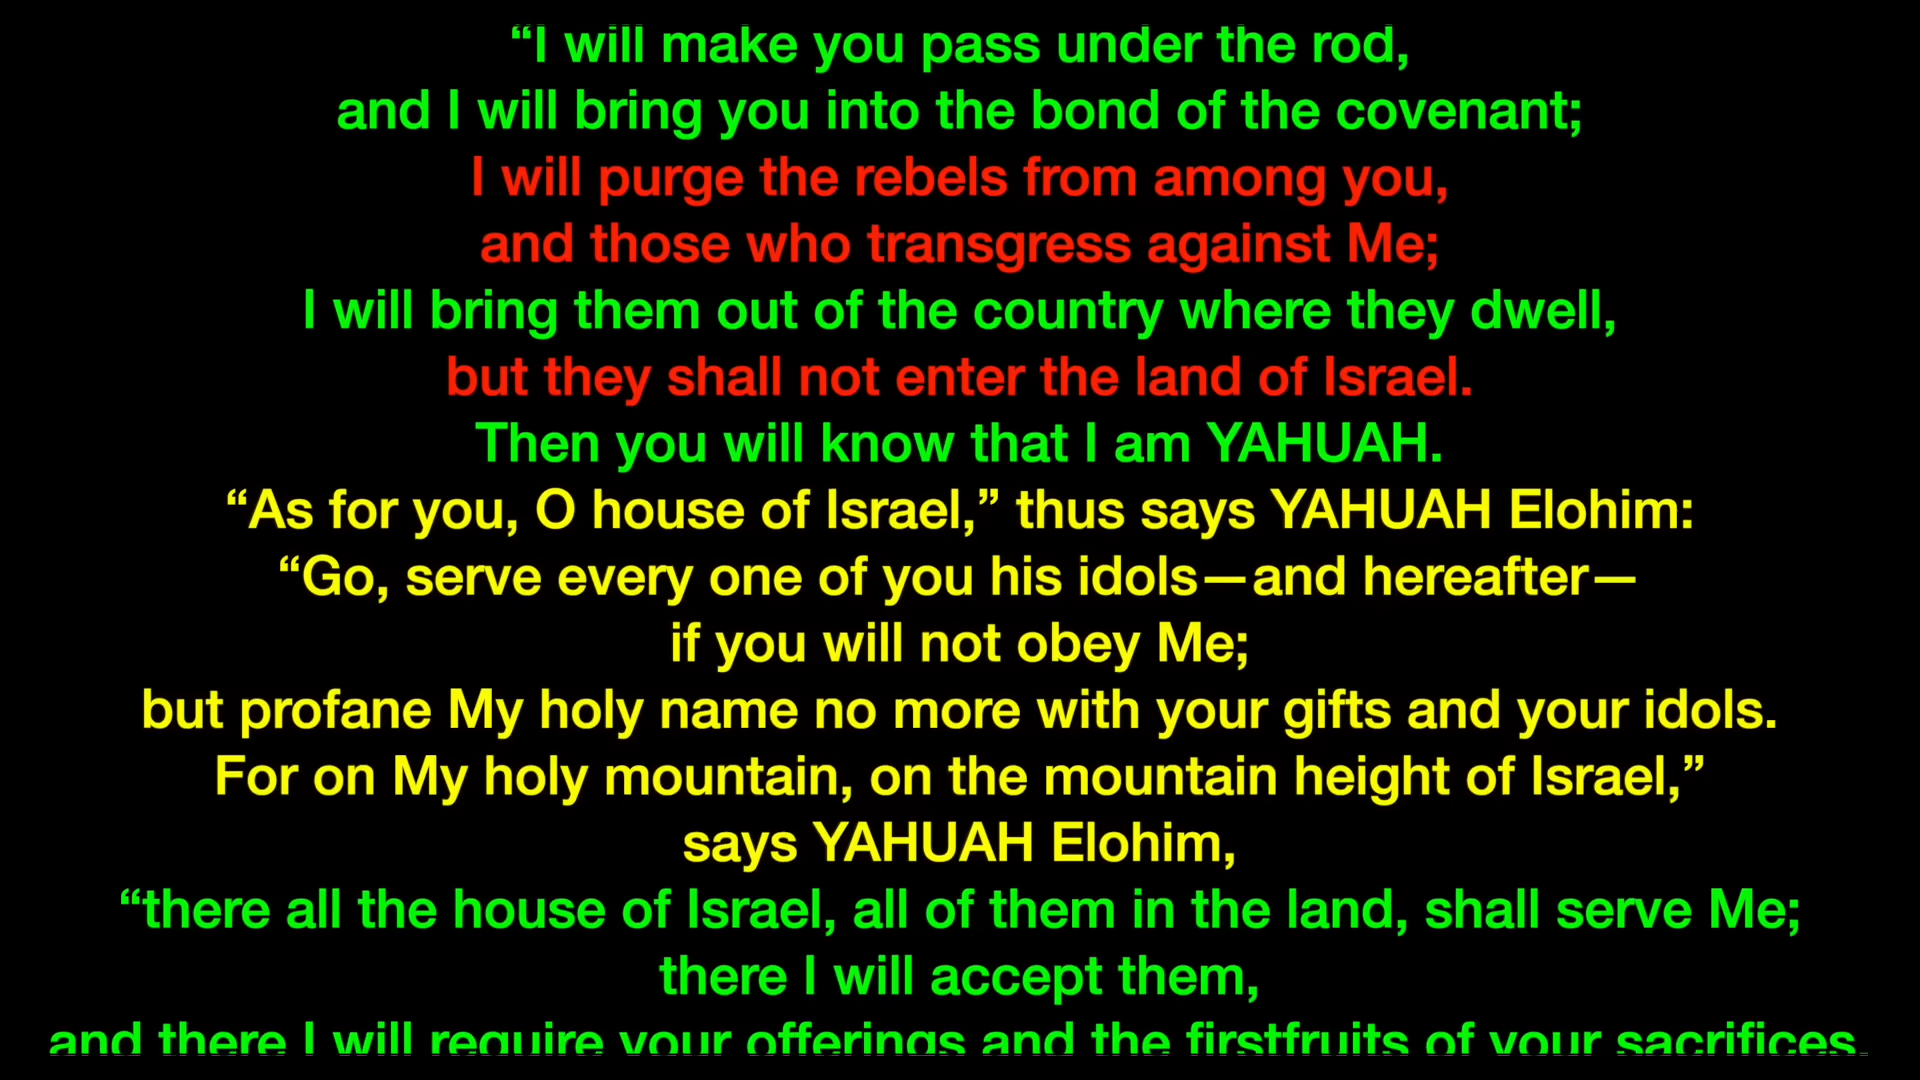 “I will make you pass under the rod,
and I will bring you into the bond of the covenant;
I will purge the rebels from among you,
and those who transgress against Me;
I will bring them out of the country where they dwell,
but they shall not enter the land of Israel.
Then you will know that I am YAHUAH.
“As for you, O house of Israel,” thus says YAHUAH Elohim:
“Go, serve every one of you his idols—and hereafter—
if you will not obey Me;
but profane My holy name no more with your gifts and your idols.
For on My holy mountain, on the mountain height of Israel,”
says YAHUAH Elohim,
“there all the house of Israel, all of them in the land, shall serve Me;
there I will accept them,
and there I will require your offerings and the firstfruits of your sacrifices,